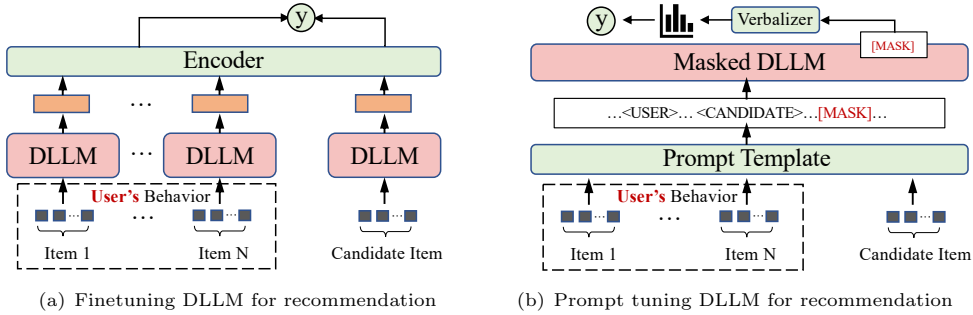 y
Encoder
...
DLLM ... DLLM DLLM
User's Behavior
... ... ...
Item 1 Item N Candidate Item
(a) Finetuning DLLM for recommendation
y Verbalizer
[MASK]
Masked DLLM
...<USER>... <CANDIDATE>...[MASK]...
Prompt Template
User's Behavior
... ... ... ...
Item 1 Item N Candidate Item
(b) Prompt tuning DLLM for recommendation